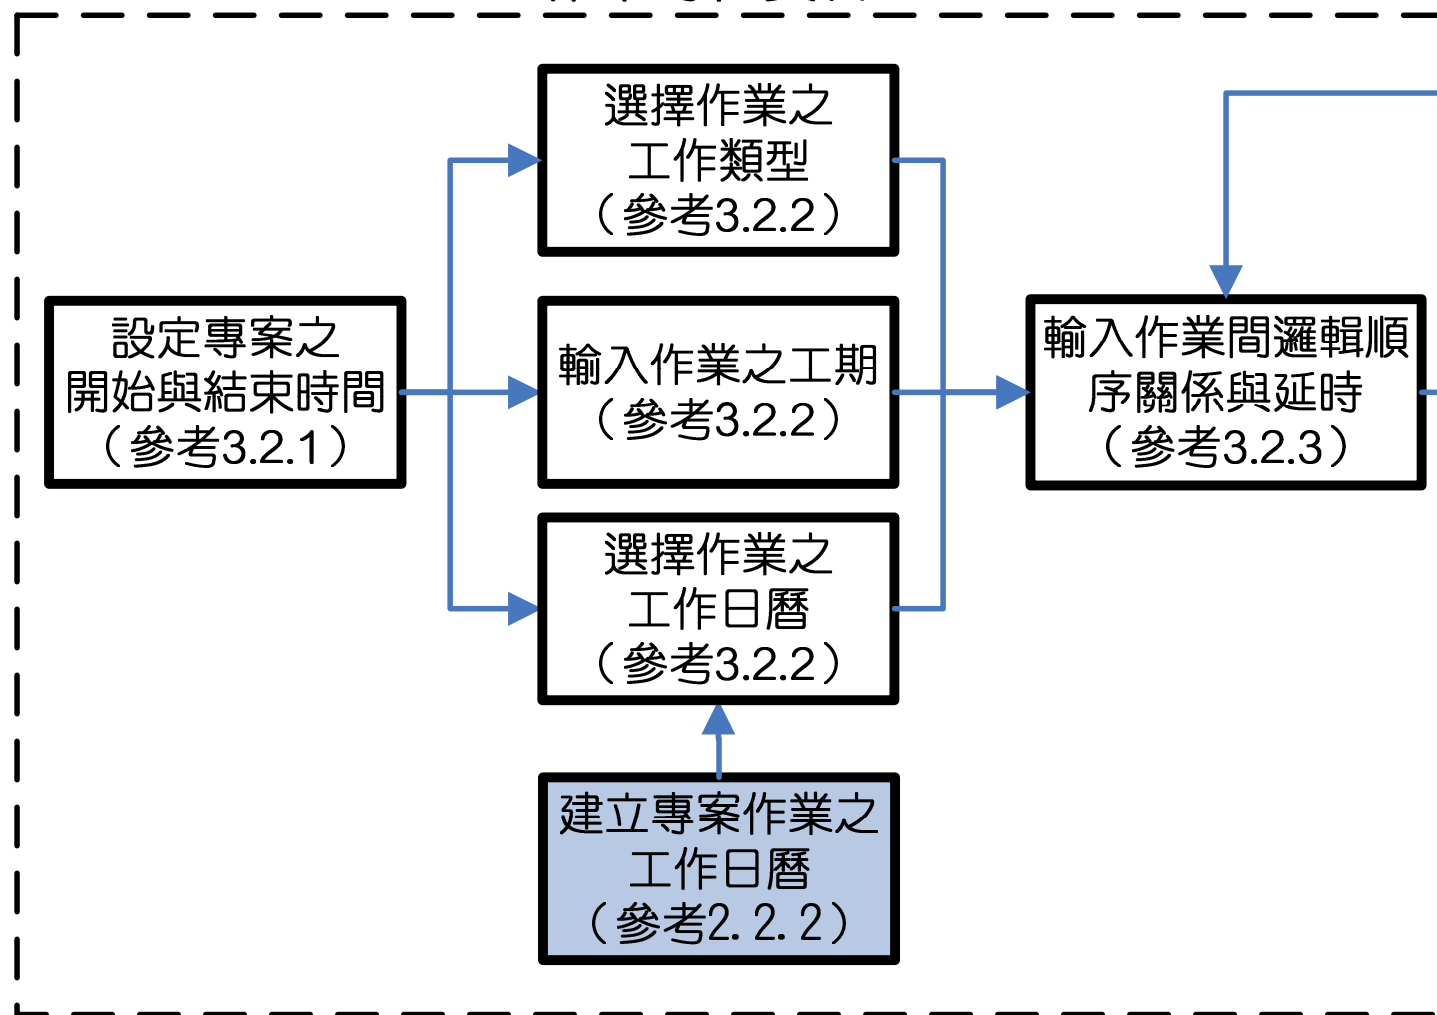 選擇作業之
工作類型
（參考3.2.2）
設定專案之
開始與結束時間
（參考3.2.1）
輸入作業之工期
（參考3.2.2）
輸入作業間邏輯順
序關係與延時
（參考3.2.3）
選擇作業之
工作日曆
（參考3.2.2）
建立專案作業之
工作日曆
（參考2.2.2）